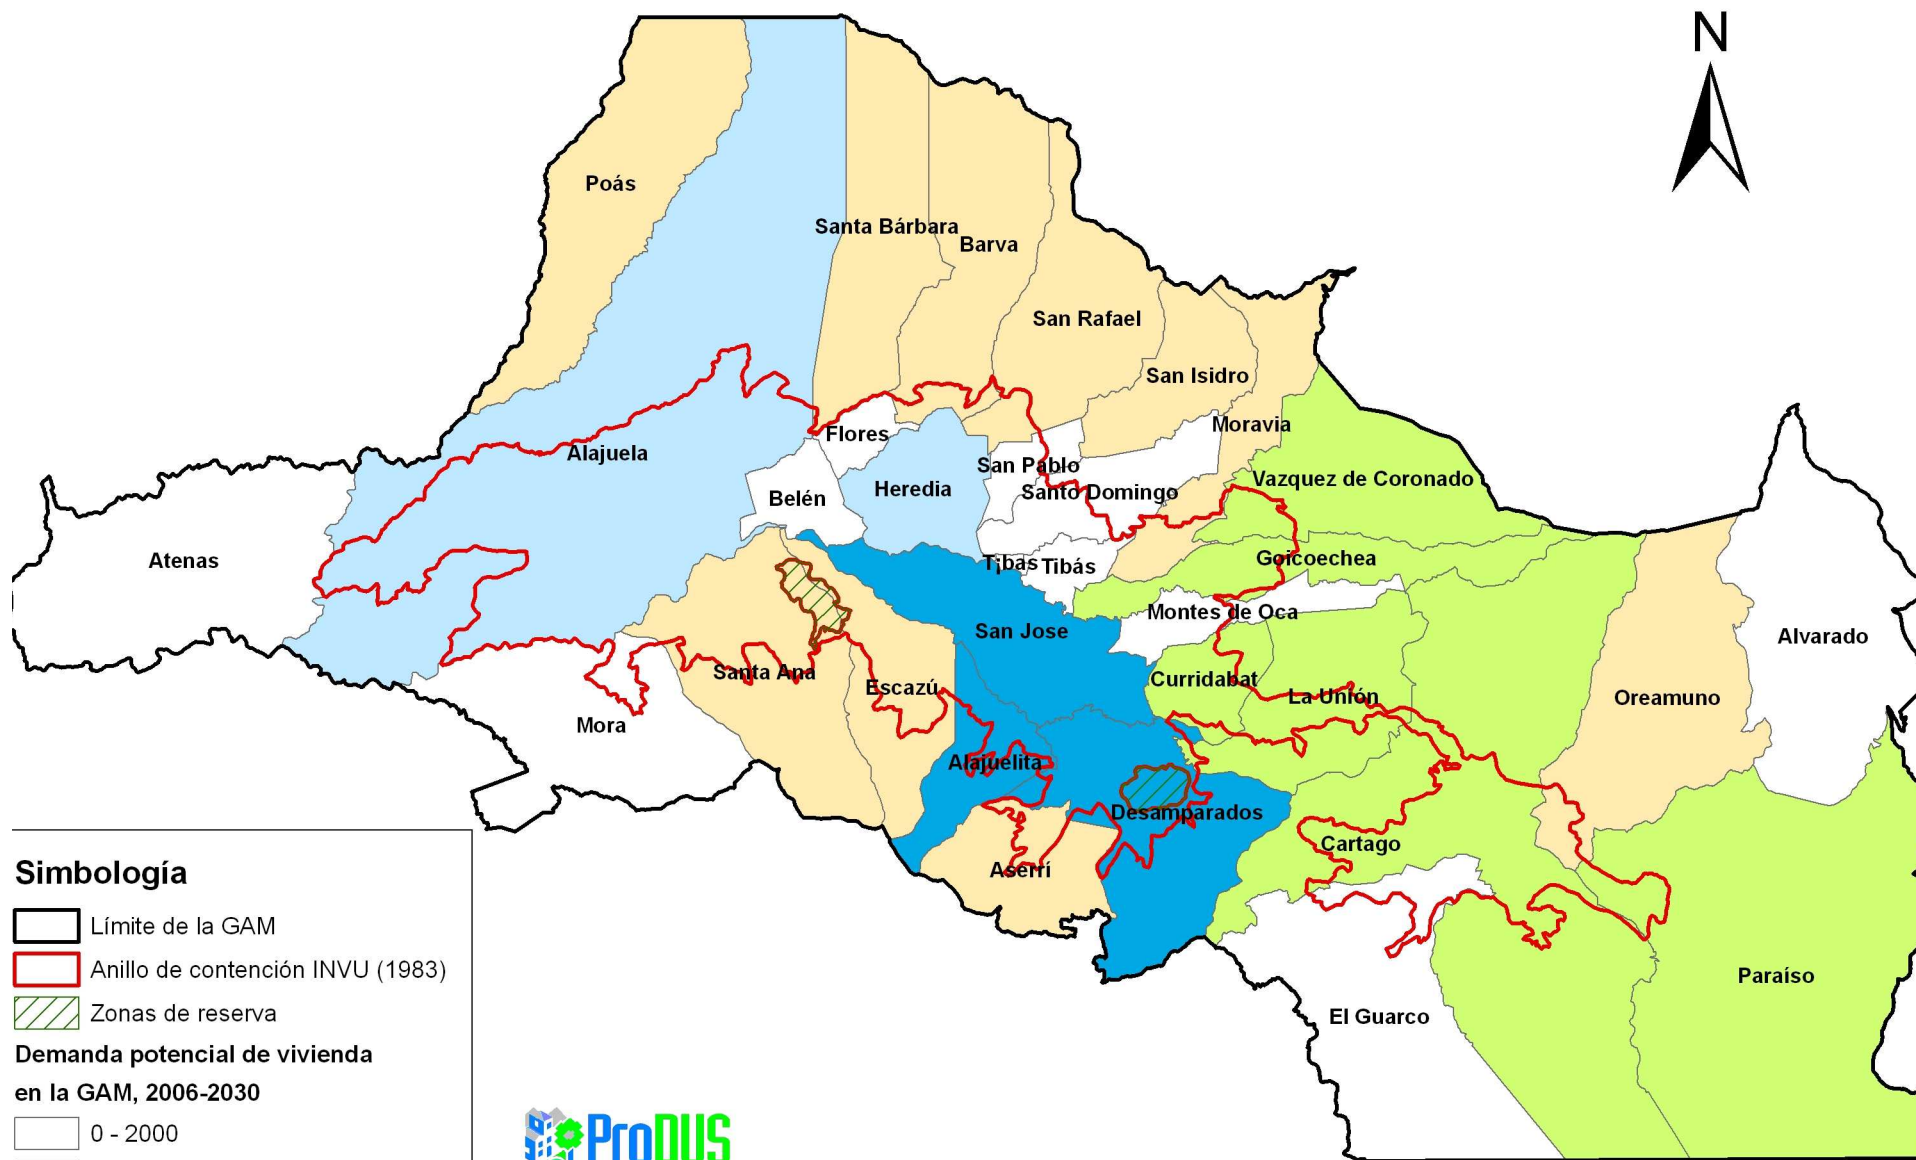 N
Poás
Santa Bárbara
Barva
San Rafael
San Isidro
Moravia
Flores
Alajuela
San Pablo
Vazquez de Coronado
Heredia
Santo Domingo
Belén
Atenas
Tibas
Tibás
Goicoechea
Montes de Oca
San Jose
Alvarado
Santa Ana
Escazú
Curridabat
La Unión
Oreamuno
Mora
Alajuelita
Desamparados
Cartago
Aserrí
Paraíso
El Guarco
Simbología
Límite de la GAM
Anillo de contención INVU (1983)
Zonas de reserva
Demanda potencial de vivienda
en la GAM, 2006-2030
0 - 2000
ProDUS